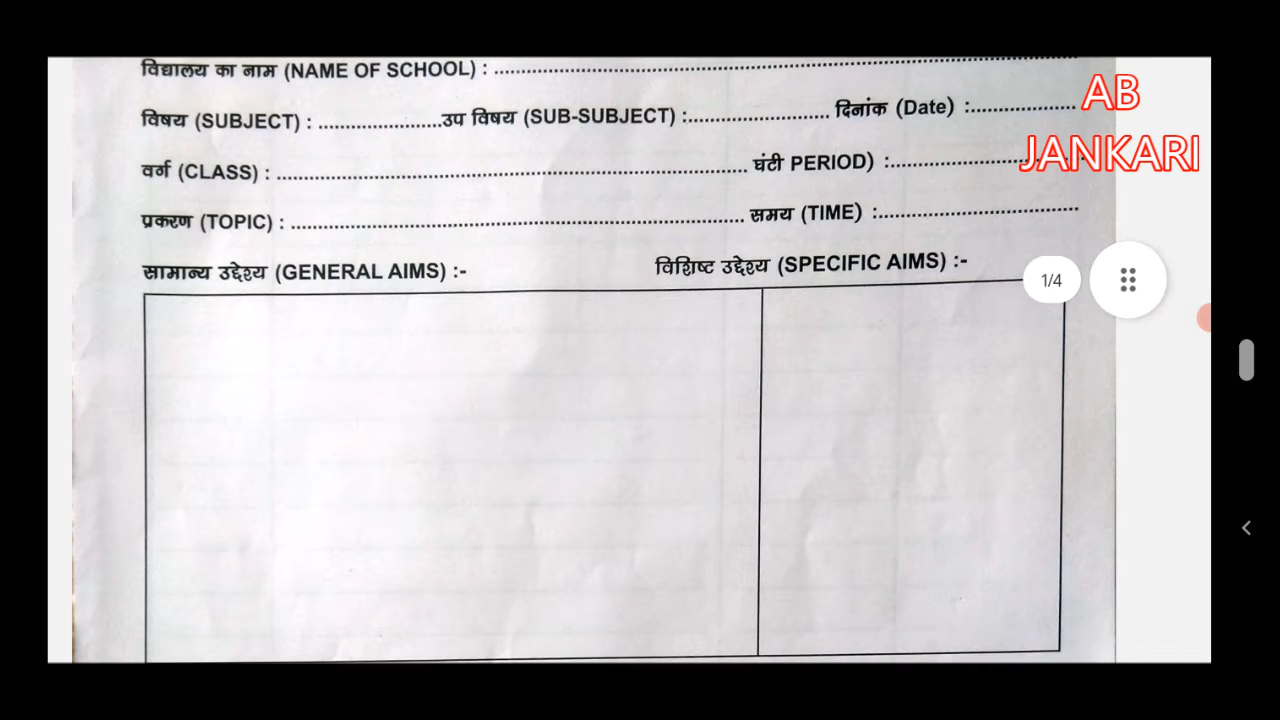 विद्यालय का नाम (NAME OF SCHOOL) : ........................................................
विषय (SUBJECT) : ......................उप विषय (SUB-SUBJECT) :......................... दिनांक (Date) :...................
वर्ग (CLASS) : .................................................................................... घंटी PERIOD) :...................................
प्रकरण (TOPIC) : ................................................................................ समय (TIME) :....................................
सामान्य उद्देश्य (GENERAL AIMS) :- विशिष्ट उद्देश्य (SPECIFIC AIMS) :-
AB
JANKARI
1/4